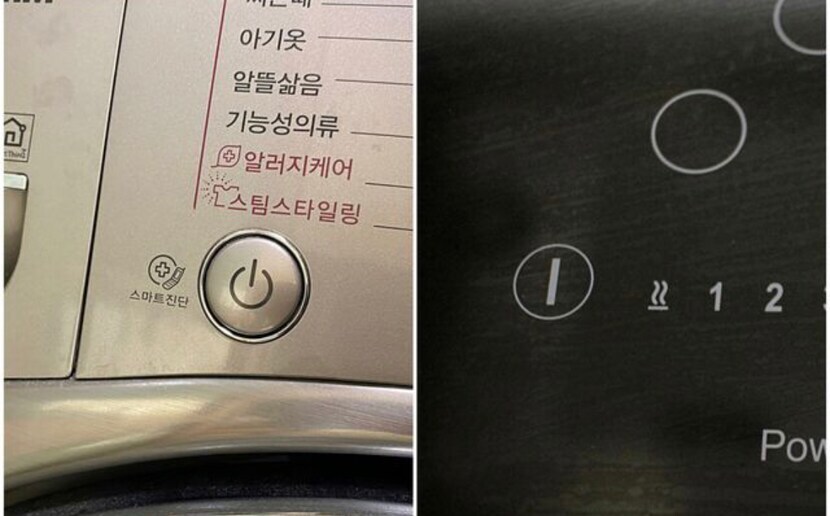 아기옷
알뜰삶음
기능성의류
알러지케어
스팀스타일링
스마트진단
1 2
Pow